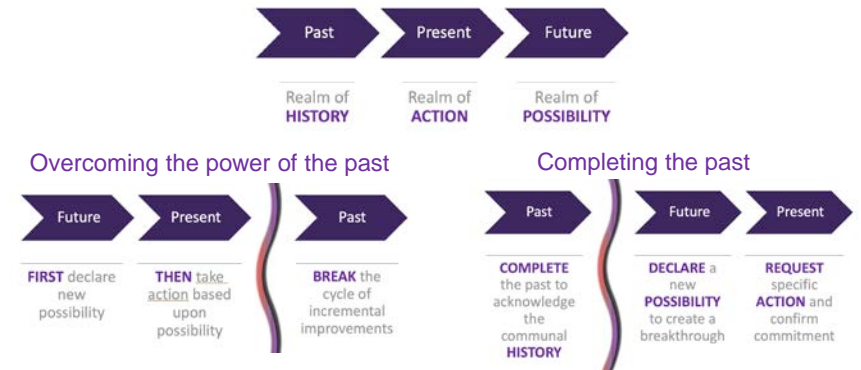 Past
Present
Future
Realm of
HISTORY
Realm of
ACTION
Realm of
POSSIBILITY
Overcoming the power of the past
Future
Present
Past
FIRST declare
new
possibility
THEN take
action based
upon
possibility
BREAK the
cycle of
incremental
improvements
Completing the past
Past
Future
Present
COMPLETE
the past to
acknowledge
the
communal
HISTORY
DECLARE a
new
POSSIBILITY
to create a
breakthrough
REQUEST
specific
ACTION and
confirm
commitment